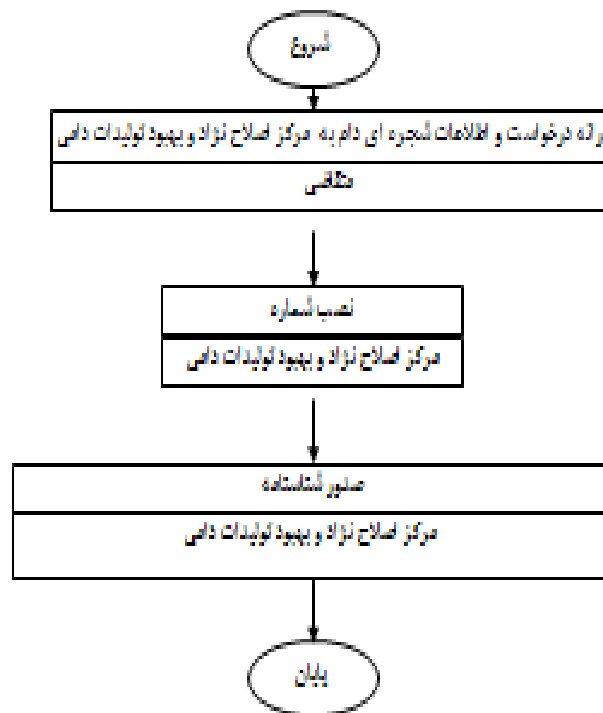 شروع
رائه درخواست و اطلاعات شجره ای دام به مرکز اصلاح نژاد و بهبود تولیدات دامی
متقاضی
نصب شماره
مرکز اصلاح نژاد و بهبود تولیدات دامی
صدور شناسنامه
مرکز اصلاح نژاد و بهبود تولیدات دامی
پایان